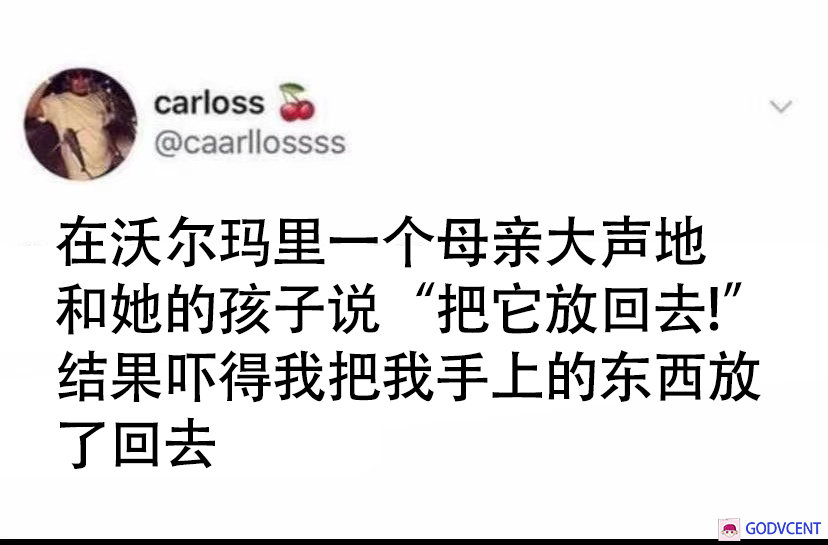 carloss 🍒
@caarllossss
在沃尔玛里一个母亲大声地
和她的孩子说“把它放回去!”
结果吓得我把我手上的东西放
了回去
GODVCENT